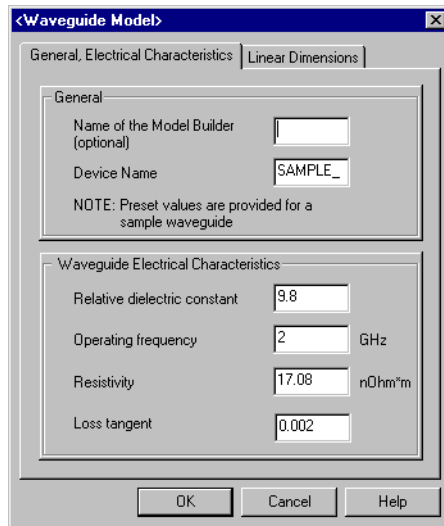 <Waveguide Model>
General, Electrical Characteristics
Linear Dimensions
General
Name of the Model Builder
(optional)
Device Name
SAMPLE_
NOTE: Preset values are provided for a
sample waveguide
Waveguide Electrical Characteristics
Relative dielectric constant
9.8
Operating frequency
2
GHz
Resistivity
17.08
nOhm*m
Loss tangent
0.002
OK
Cancel
Help